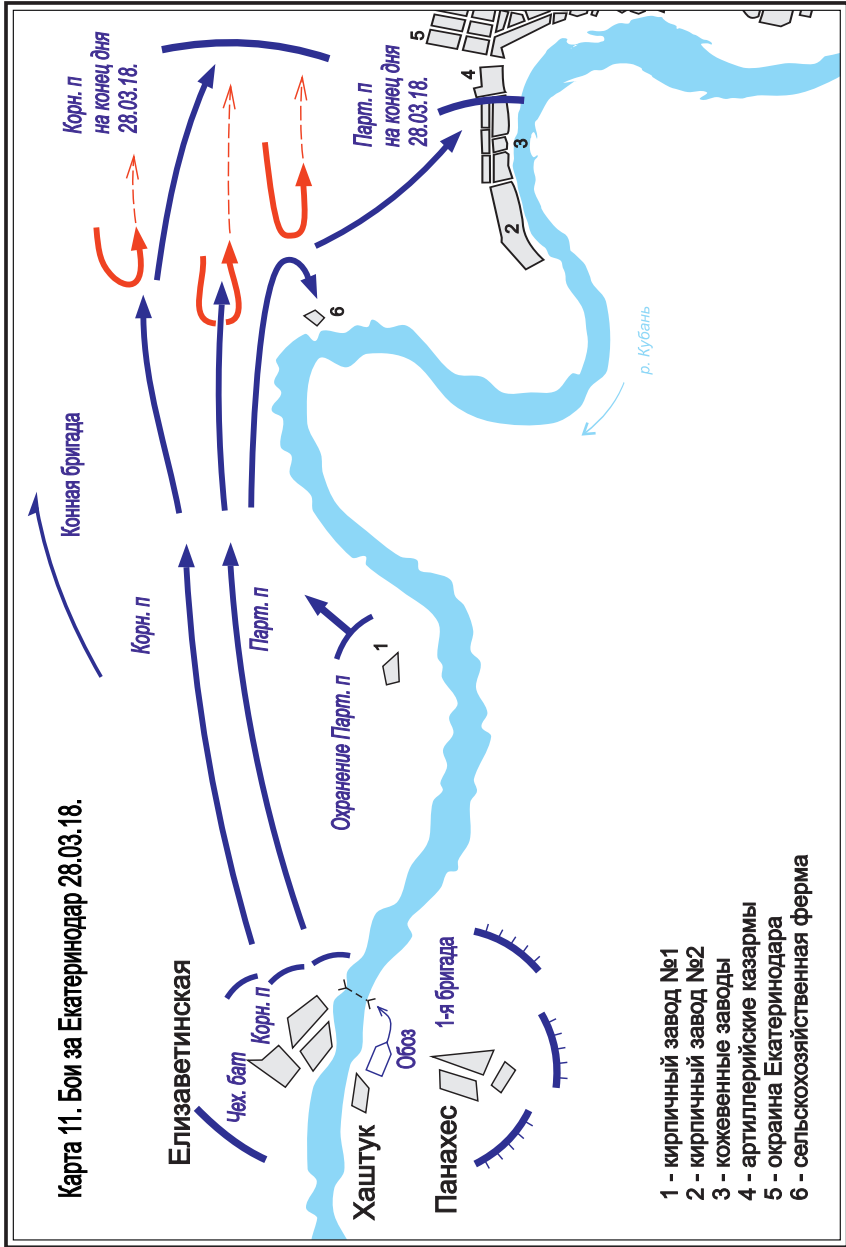 Карта 11. Бои за Екатеринодар 28.03.18.
Конная бригада
Корн. п
на конец дня
28.03.18.
Корн. п
Парт. п
Парт. п
на конец дня
28.03.18.
Охранение Парт. п
Елизаветинская
Чех. бат
Корн. п
Хаштук
Обоз
Панахес
1-я бригада
р. Кубань
1
2
3
4
5
6
1 - кирпичный завод №1
2 - кирпичный завод №2
3 - кожевенные заводы
4 - артиллерийские казармы
5 - окраина Екатеринодара
6 - сельскохозяйственная ферма